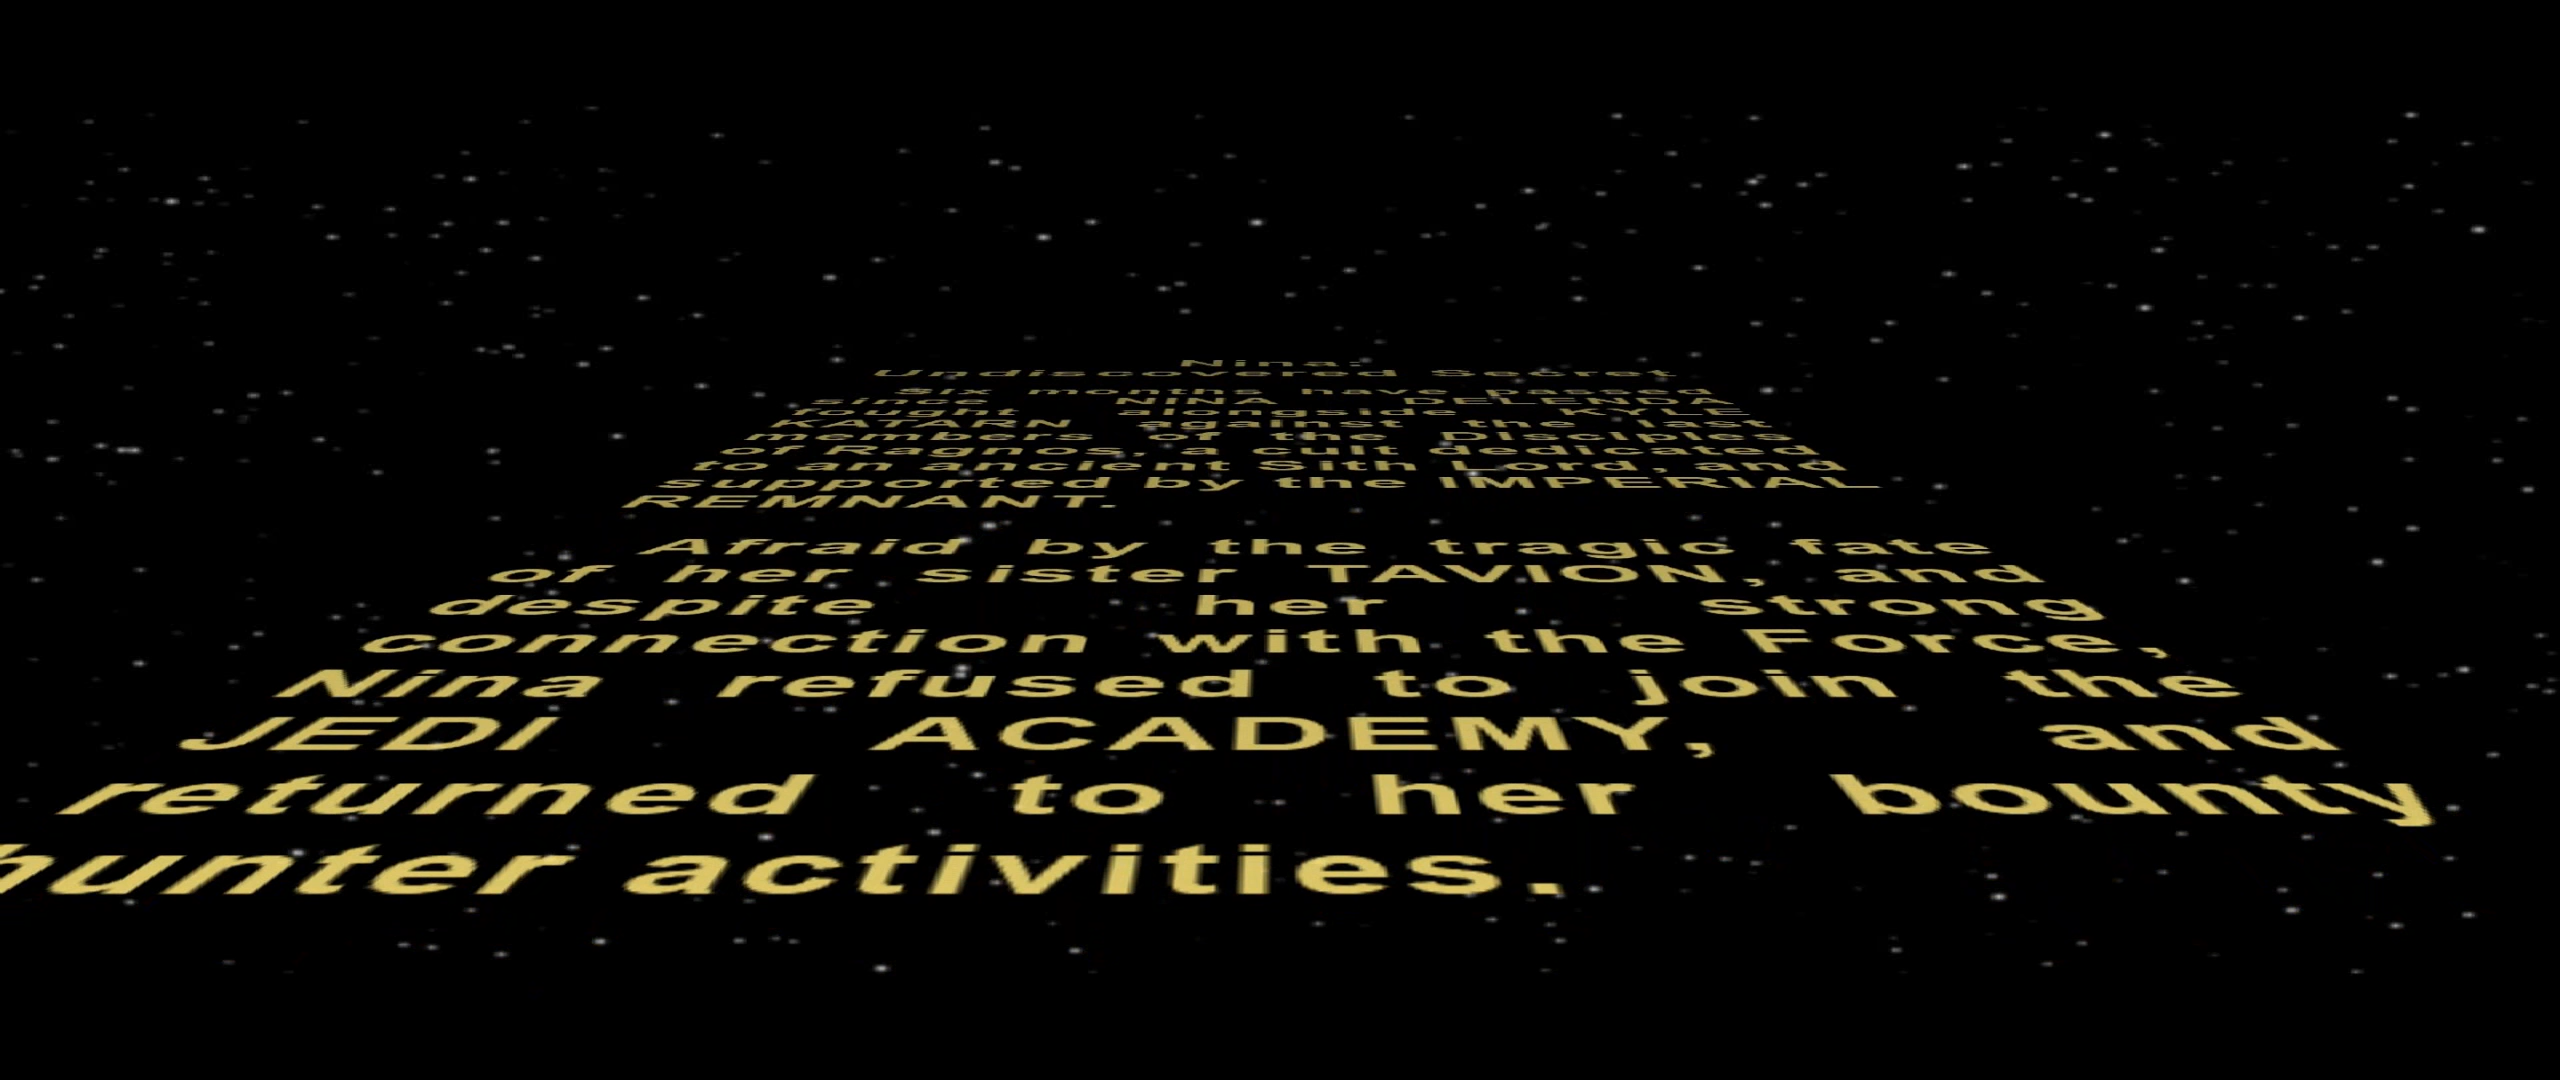 Nina:
Undiscovered Secret
Six months have passed
since NINA DELENDA
fought alongside KYLE
KATARN against the last
members of the Disciples
of Ragnos, a cult dedicated
to an ancient Sith Lord, and
supported by the IMPERIAL
REMNANT.
Afraid by the tragic fate
of her sister TAVION, and
despite her strong
connection with the Force,
Nina refused to join the
JEDI ACADEMY, and
returned to her bounty
hunter activities.